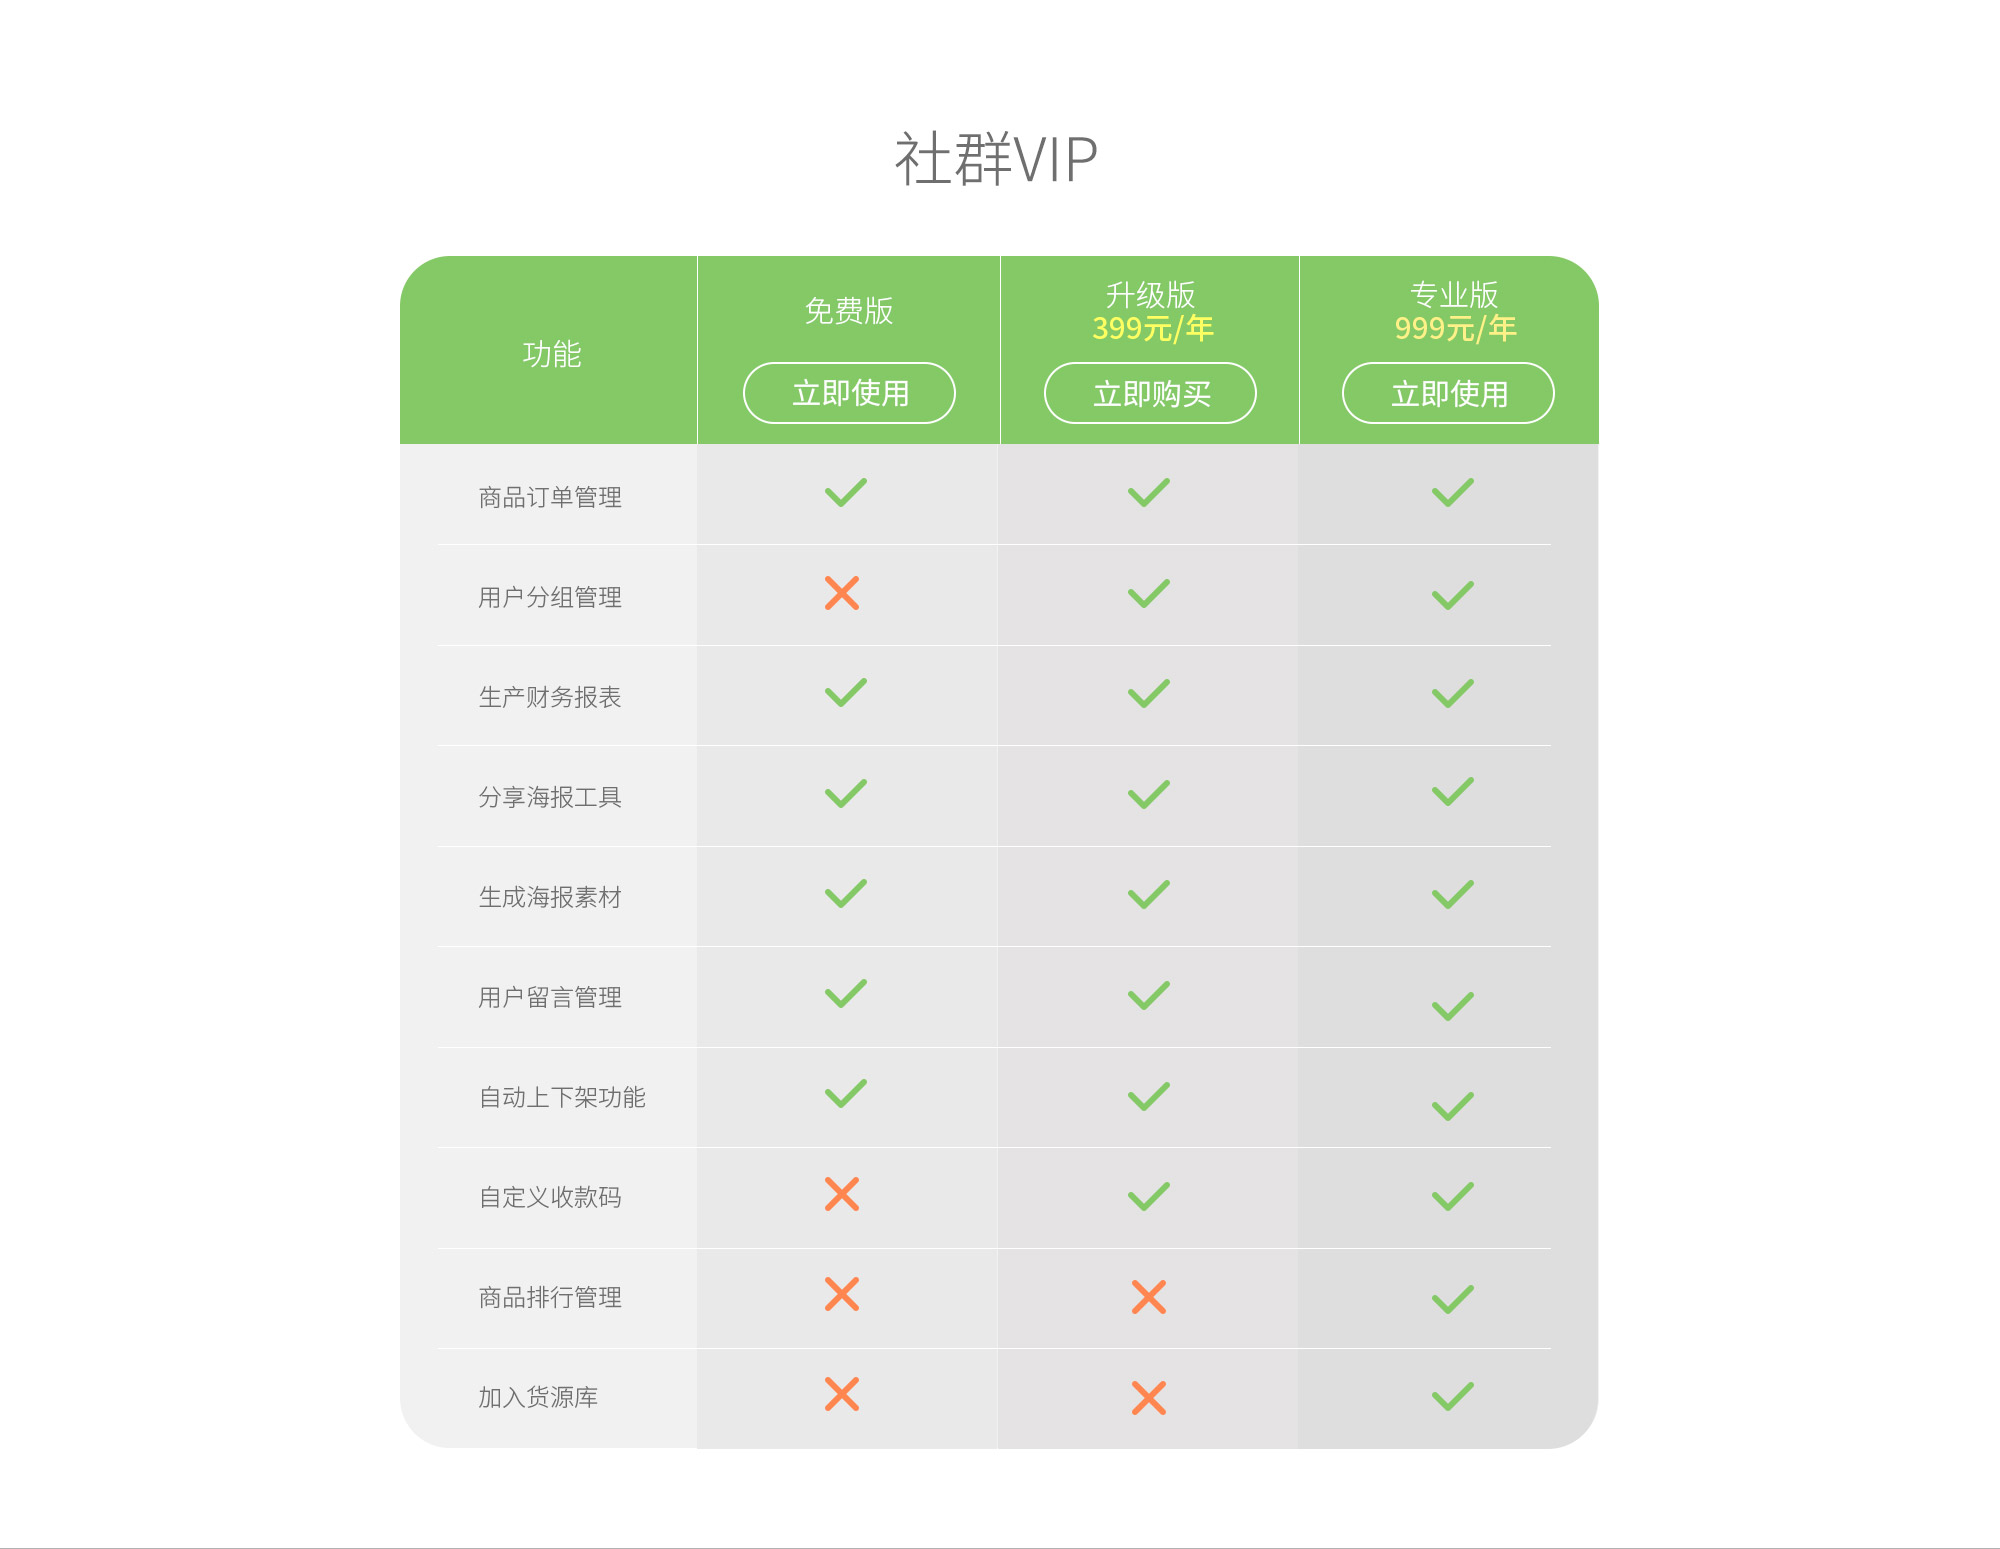 社群VIP
功能
免费版
立即使用
升级版
399元/年
立即购买
专业版
999元/年
立即使用
商品订单管理
用户分组管理
生产财务报表
分享海报工具
生成海报素材
用户留言管理
自动上下架功能
自定义收款码
商品排行管理
加入货源库